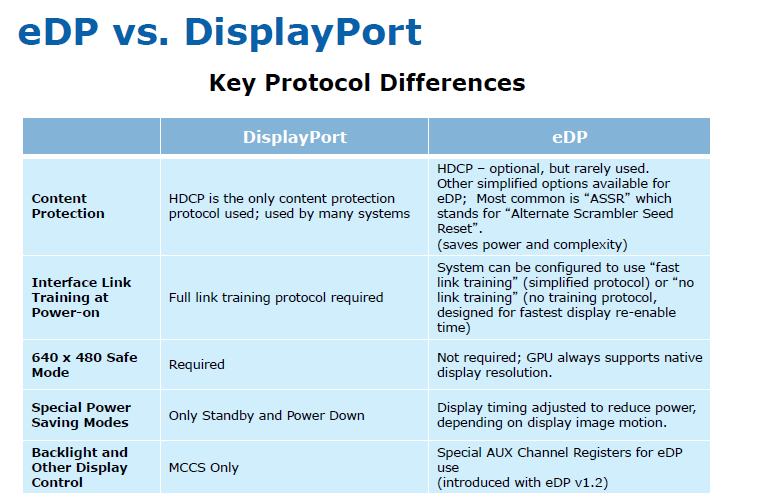 eDP vs. DisplayPort
Key Protocol Differences
DisplayPort
eDP
Content
Protection
HDCP is the only content protection
protocol used; used by many systems
HDCP – optional, but rarely used.
Other simplified options available for
eDP;  Most common is “ASSR” which
stands for “Alternate Scrambler Seed
Reset”.
(saves power and complexity)
Interface Link
Training at
Power-on
Full link training protocol required
System can be configured to use “fast
link training” (simplified protocol) or “no
link training” (no training protocol,
designed for fastest display re-enable
time)
640 x 480 Safe
Mode
Required
Not required; GPU always supports native
display resolution.
Special Power
Saving Modes
Only Standby and Power Down
Display timing adjusted to reduce power,
depending on display image motion.
Backlight and
Other Display
Control
MCCS Only
Special AUX Channel Registers for eDP
use
(introduced with eDP v1.2)